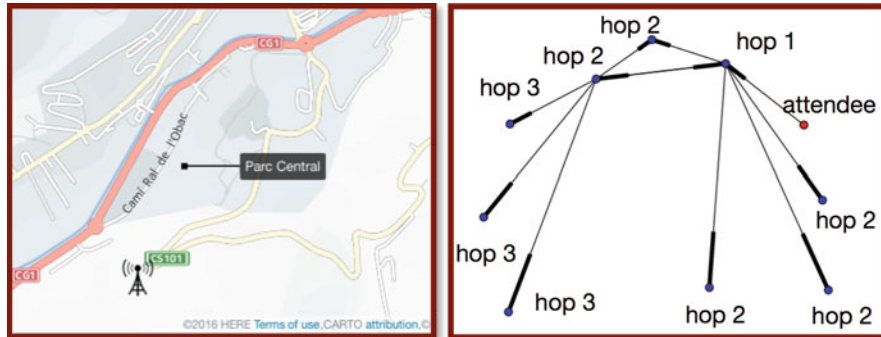 CG1
Camí Ral de l'Obac
Parc Central
CS101
CG1
©2016 HERE Terms of use,CARTO attribution,©
hop 2
hop 2
hop 1
hop 3
attendee
hop 2
hop 3
hop 3
hop 2
hop 2